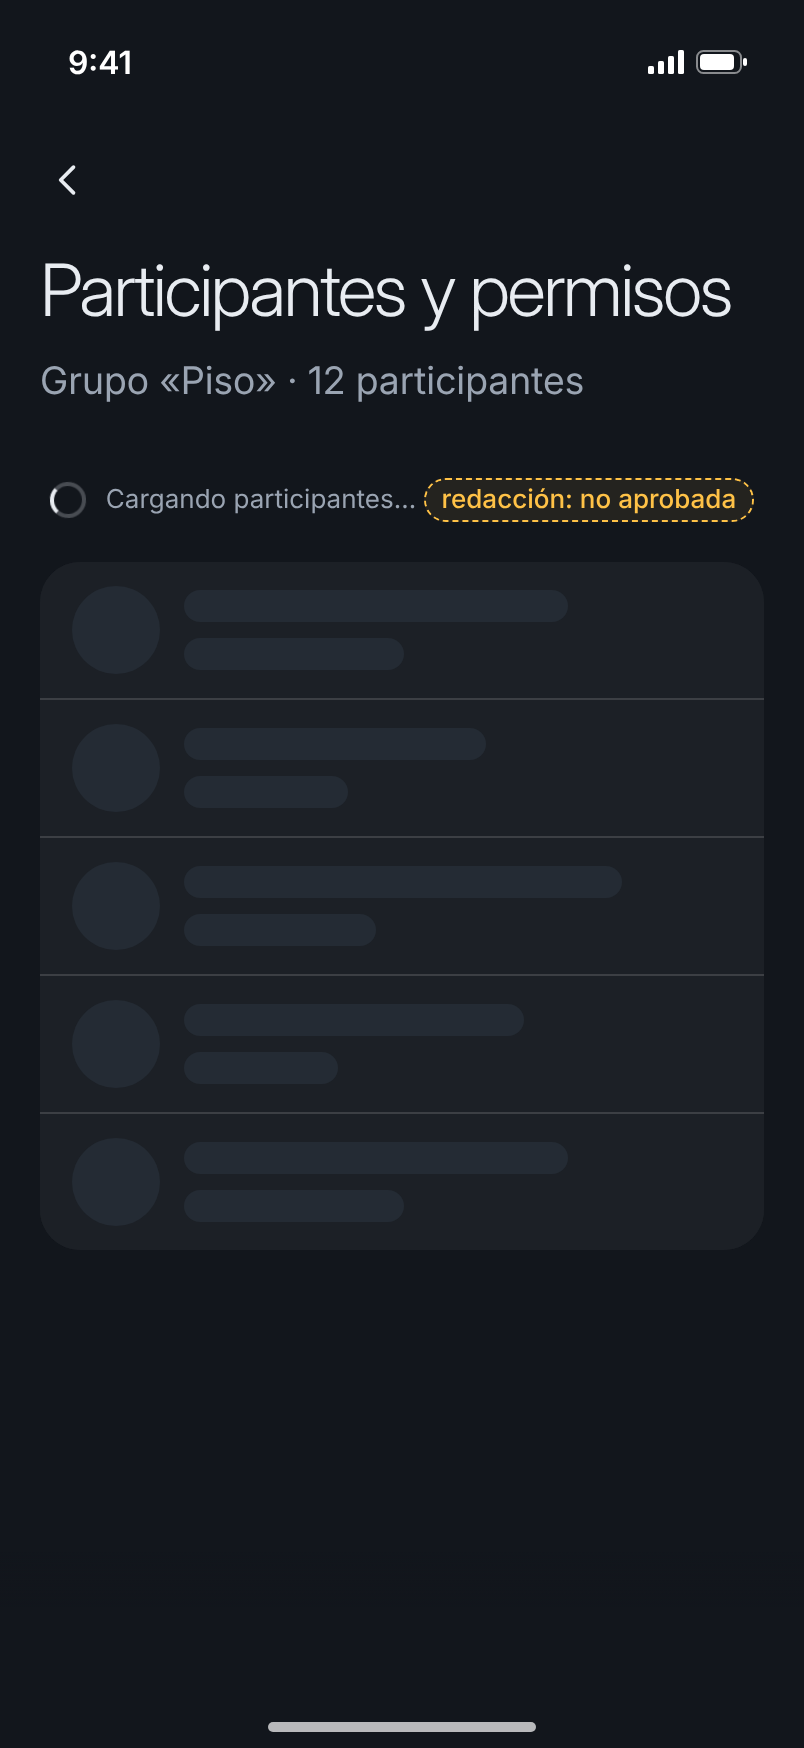 9:41
Participantes y permisos
Grupo «Piso» · 12 participantes
Cargando participantes... redacción: no aprobada